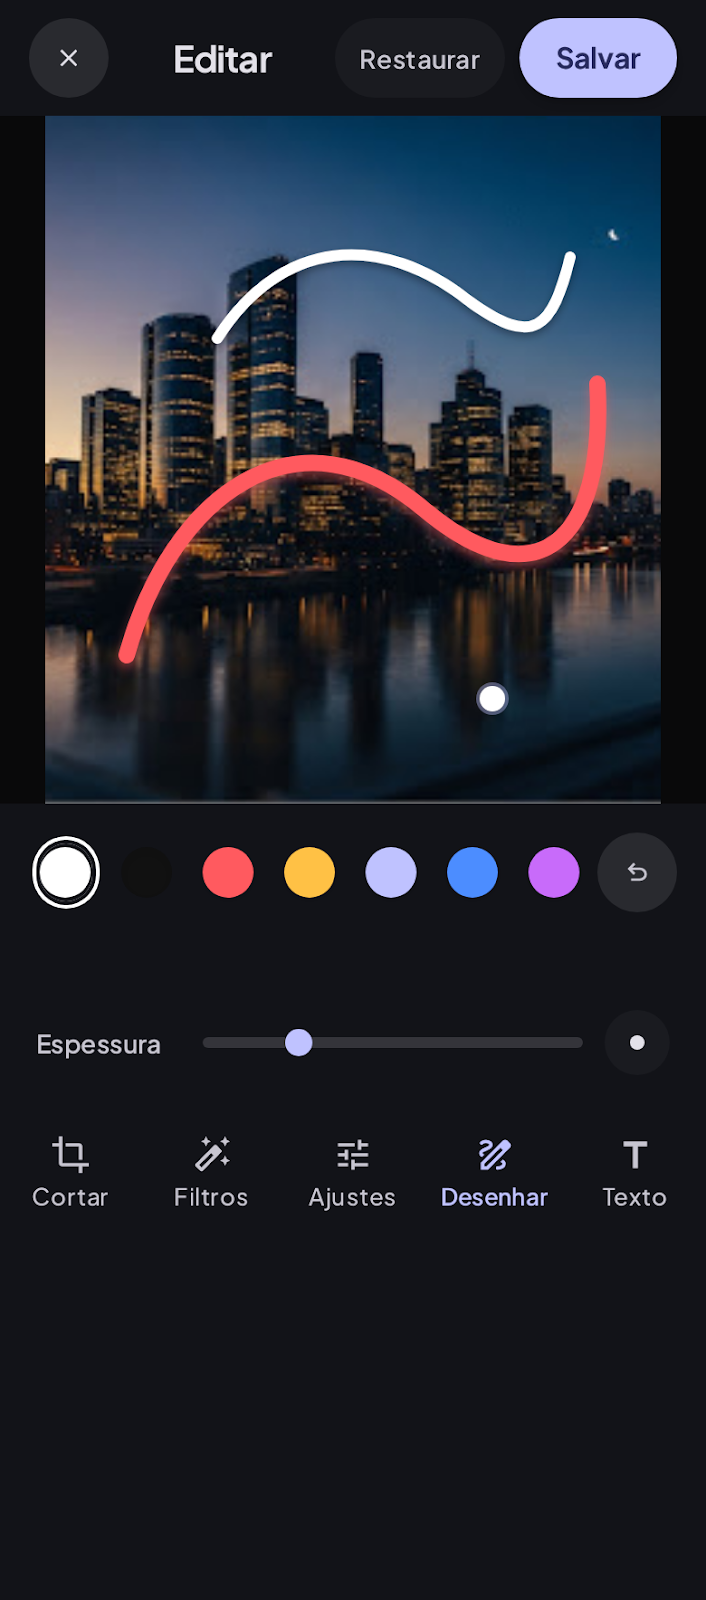 Editar
Restaurar
Salvar
Espessura
Cortar
Filtros
Ajustes
Desenhar
Texto